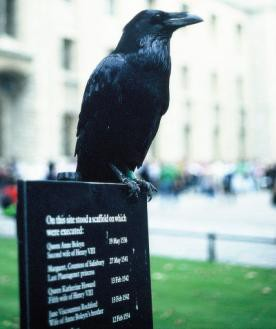 On this site stood a scaffold on which
were executed:
Queen Anne Boleyn 19 May 1536
Second wife of Henry VIII
Margaret, Countess of Salisbury 27 May 1541
Last Plantagenet princess
Queen Katherine Howard 13 Feb 1542
Fifth wife of Henry VIII
Jane Viscountess Rochford 13 Feb 1542
Wife of Anne Boleyn's brother
12 Feb 1554